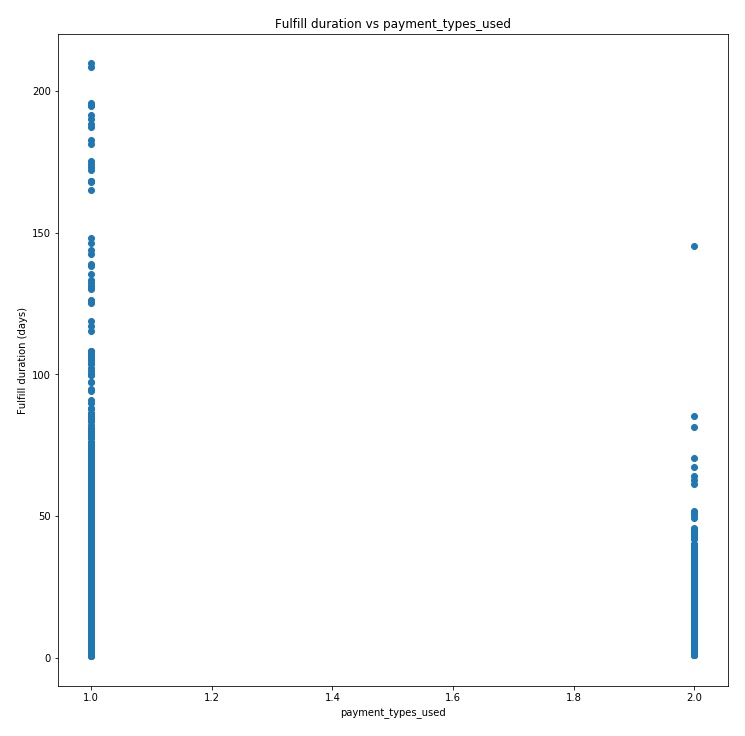 Fulfill duration vs payment_types_used
200
150
100
50
0
Fulfill duration (days)
1.0 1.2 1.4 1.6 1.8 2.0
payment_types_used